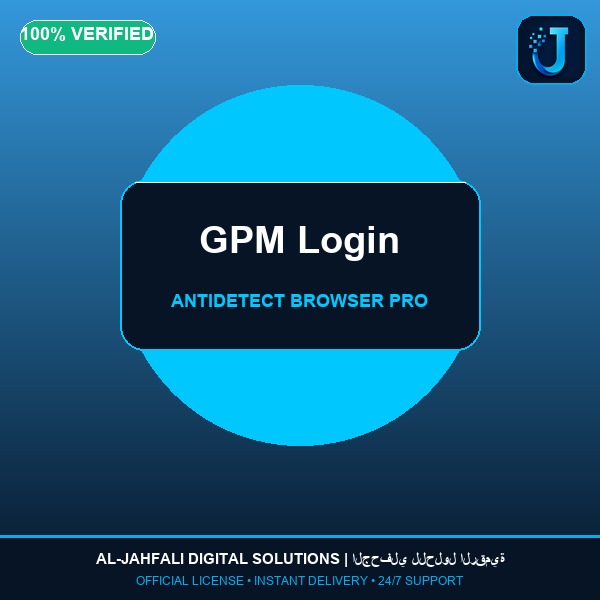 100% VERIFIED
GPM Login
ANTIDETECT BROWSER PRO
AL-JAHFALI DIGITAL SOLUTIONS | الجحفلي للحلول الرقمية
OFFICIAL LICENSE • INSTANT DELIVERY • 24/7 SUPPORT